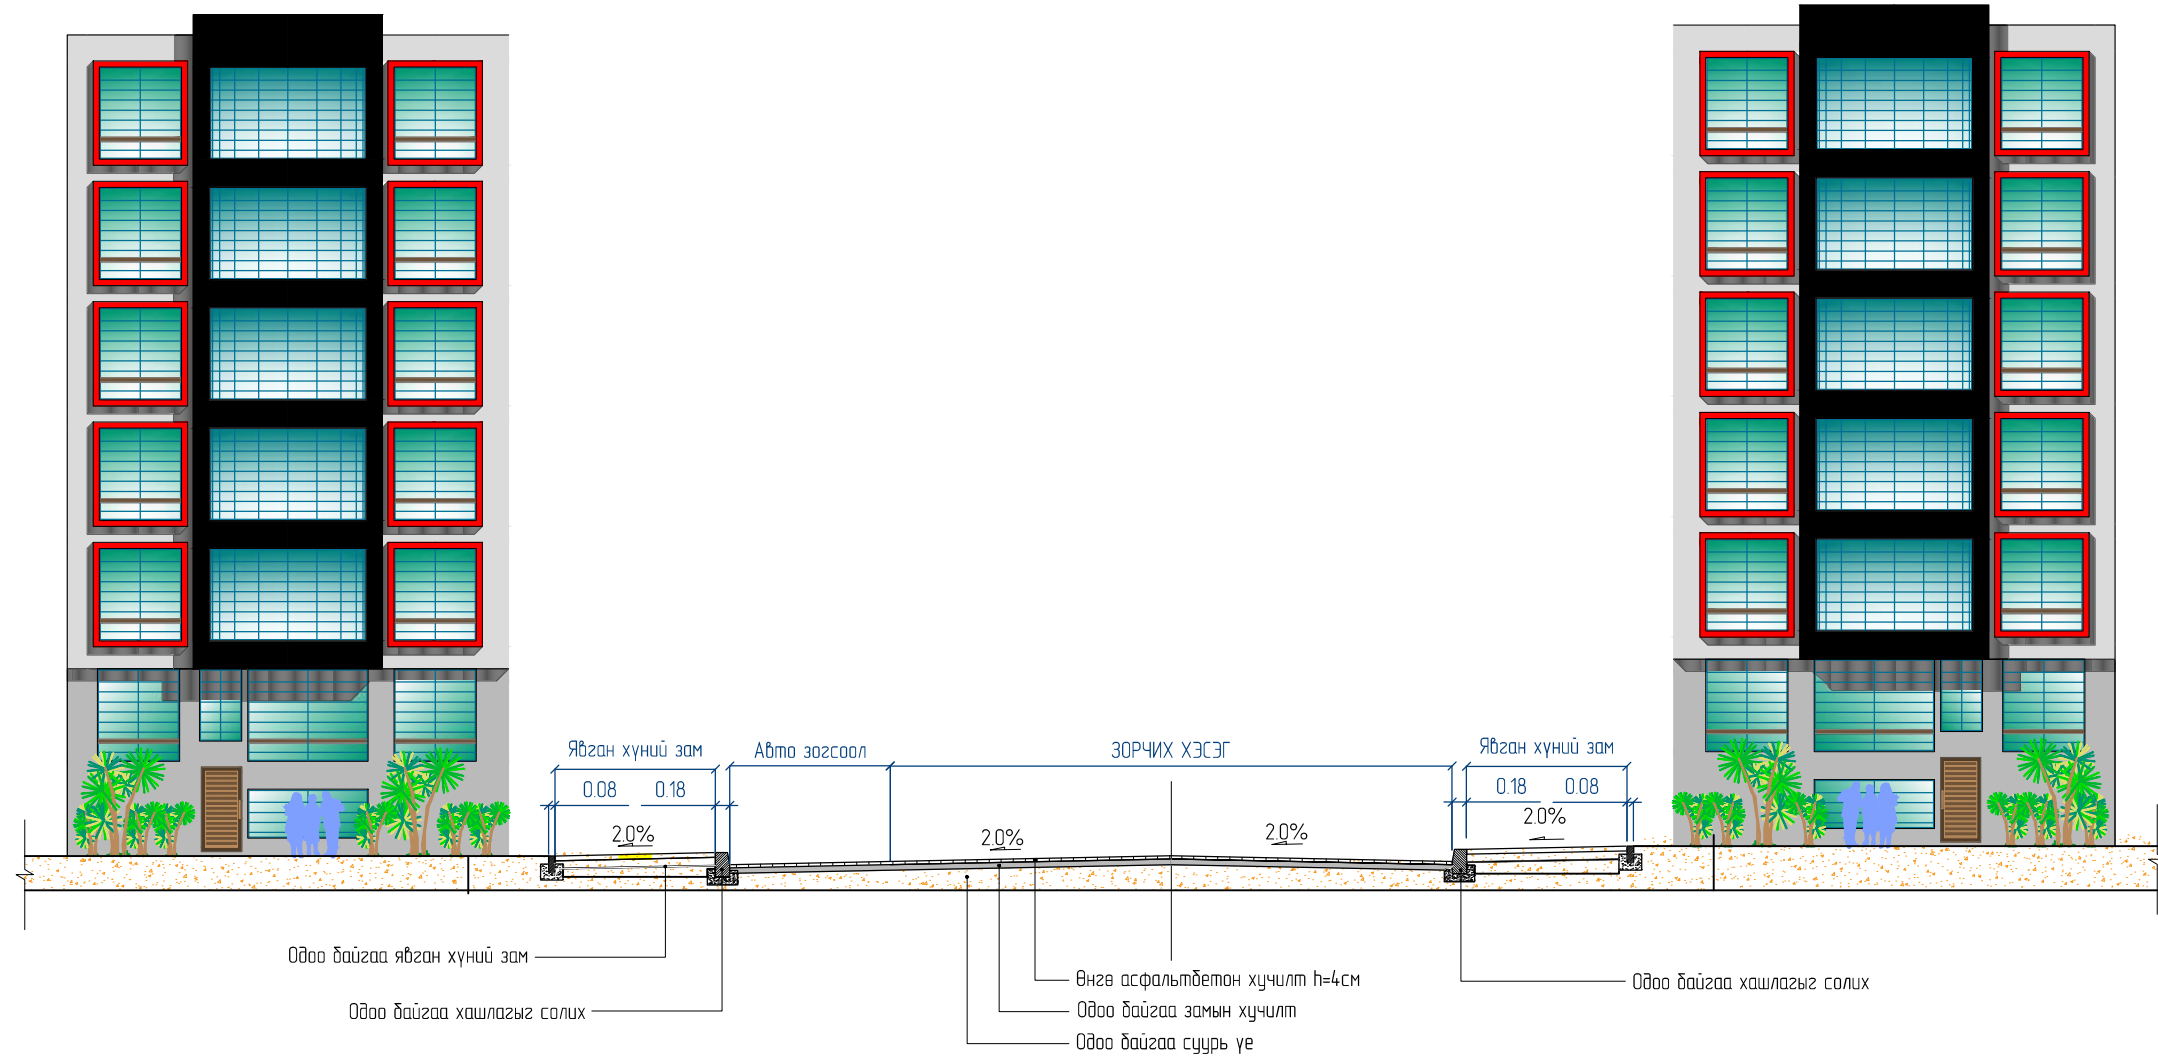 Явган хүний зам
Авто зогсоол
ЗОРЧИХ ХЭСЭГ
Явган хүний зам
0.08
0.18
0.18
0.08
2.0%
2.0%
2.0%
2.0%
Одоо байгаа явган хүний зам
Өнгө асфальтбетон хучилт h=4см
Одоо байгаа хашлагыг солих
Одоо байгаа хашлагыг солих
Одоо байгаа замын хучилт
Одоо байгаа суурь үе